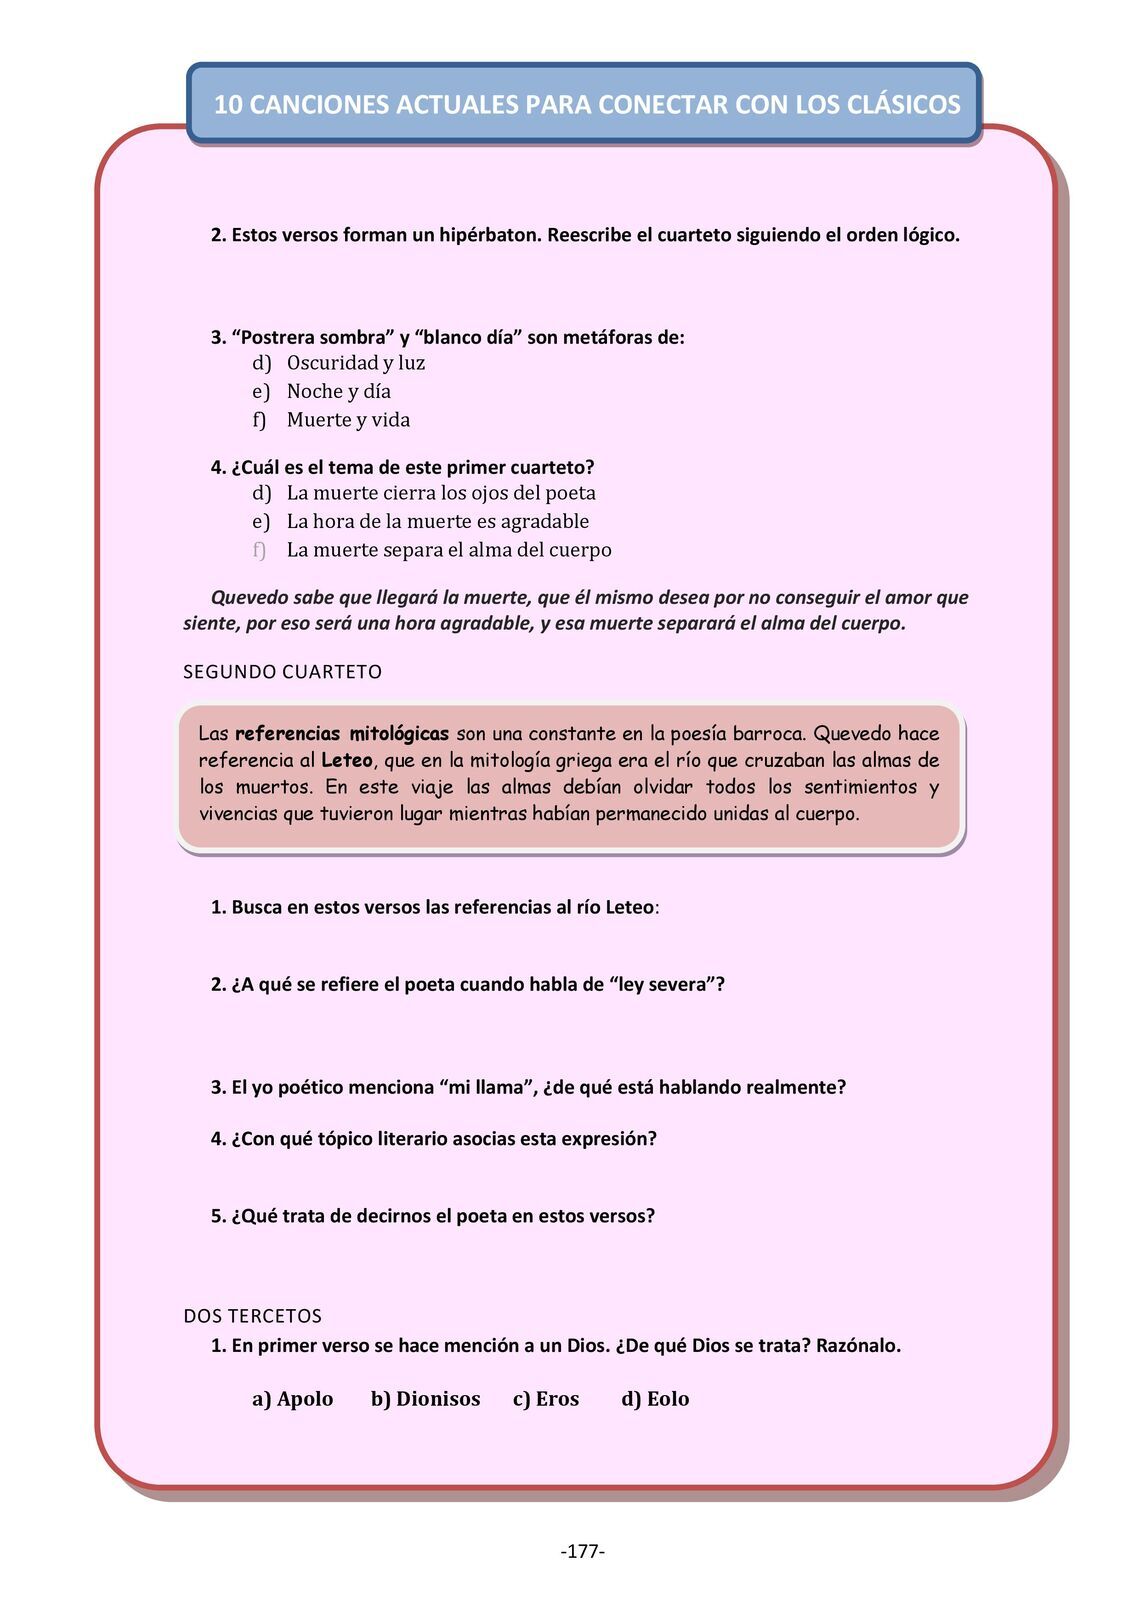 10 CANCIONES ACTUALES PARA CONECTAR CON LOS CLÁSICOS
2. Estos versos forman un hipérbaton. Reescribe el cuarteto siguiendo el orden lógico.
3. “Postrera sombra” y “blanco día” son metáforas de:
d) Oscuridad y luz
e) Noche y día
f) Muerte y vida
4. ¿Cuál es el tema de este primer cuarteto?
d) La muerte cierra los ojos del poeta
e) La hora de la muerte es agradable
f) La muerte separa el alma del cuerpo
Quevedo sabe que llegará la muerte, que él mismo desea por no conseguir el amor que
siente, por eso será una hora agradable, y esa muerte separará el alma del cuerpo.
SEGUNDO CUARTETO
Las referencias mitológicas son una constante en la poesía barroca. Quevedo hace
referencia al Leteo, que en la mitología griega era el río que cruzaban las almas de
los muertos. En este viaje las almas debían olvidar todos los sentimientos y
vivencias que tuvieron lugar mientras habían permanecido unidas al cuerpo.
1. Busca en estos versos las referencias al río Leteo:
2. ¿A qué se refiere el poeta cuando habla de “ley severa”?
3. El yo poético menciona “mi llama”, ¿de qué está hablando realmente?
4. ¿Con qué tópico literario asocias esta expresión?
5. ¿Qué trata de decirnos el poeta en estos versos?
DOS TERCETOS
1. En primer verso se hace mención a un Dios. ¿De qué Dios se trata? Razónalo.
a) Apolo b) Dionisos c) Eros d) Eolo
-177-